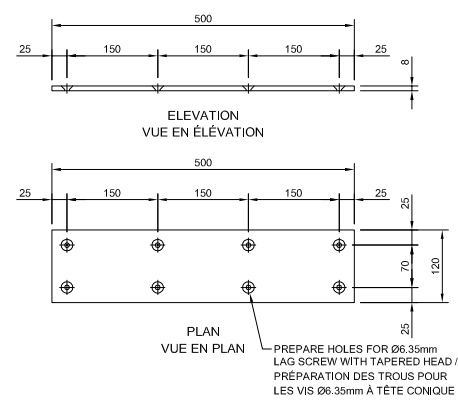 500
25 150 150 150 25
8
ELEVATION
VUE EN ÉLÉVATION
500
25 150 150 150 25
25
70
120
25
PLAN
VUE EN PLAN
PREPARE HOLES FOR Ø6.35mm
LAG SCREW WITH TAPERED HEAD /
PRÉPARATION DES TROUS POUR
LES VIS Ø6.35mm À TÊTE CONIQUE